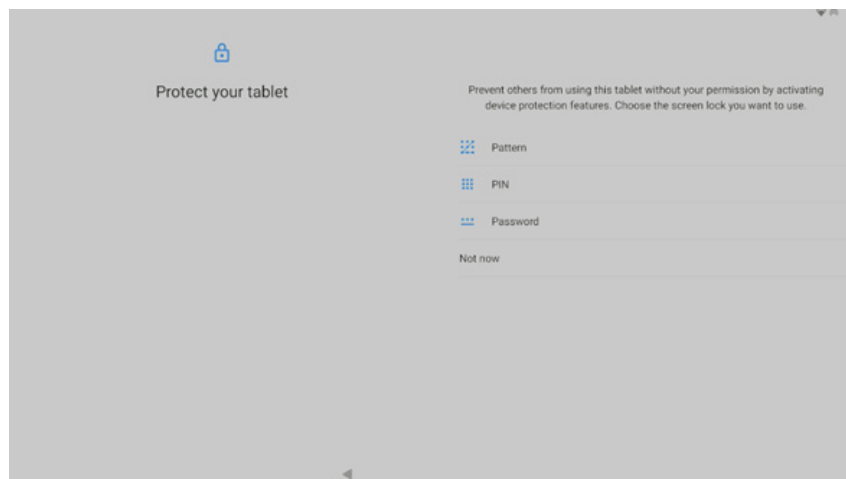 Protect your tablet
Prevent others from using this tablet without your permission by activating
device protection features. Choose the screen lock you want to use.
Pattern
PIN
Password
Not now